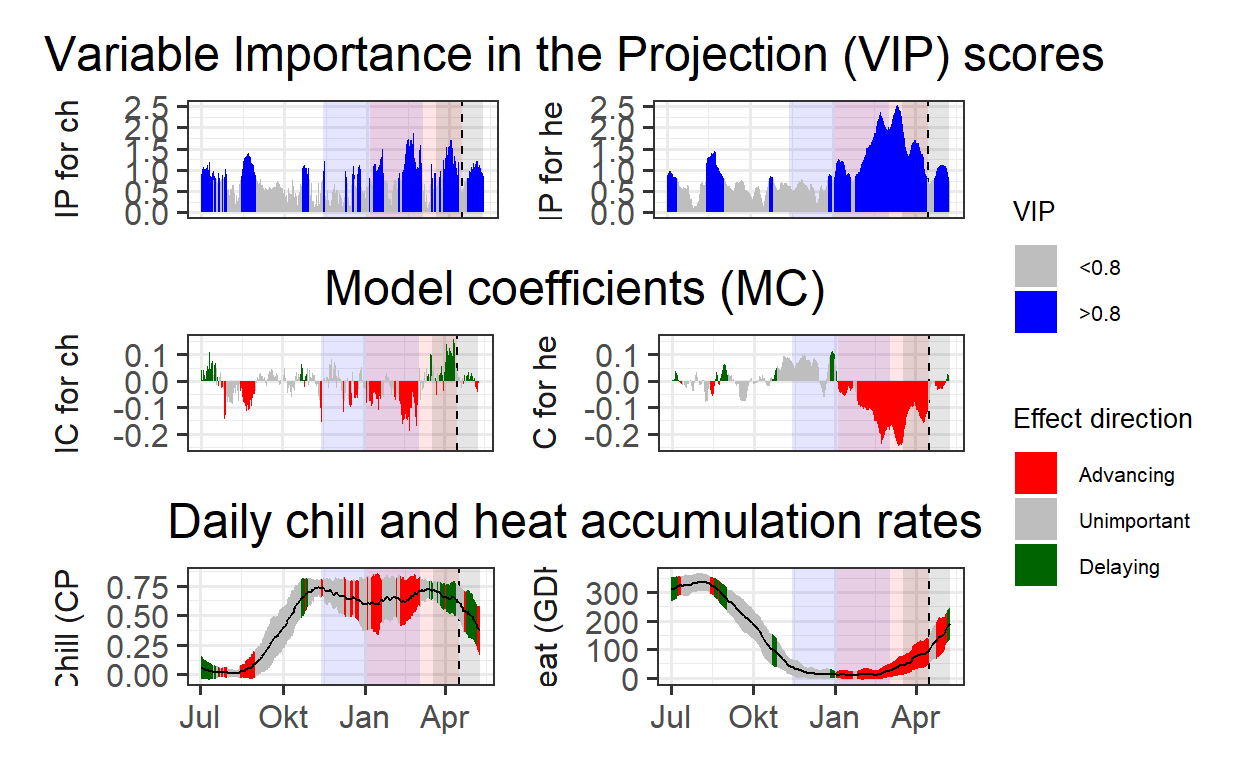 Variable Importance in the Projection (VIP) scores
IP for ch
2.5
2.0
1.5
1.0
0.5
0.0
IP for he
2.5
2.0
1.5
1.0
0.5
0.0
Model coefficients (MC)
IC for ch
0.1
0.0
-0.1
-0.2
C for he
0.1
0.0
-0.1
-0.2
Daily chill and heat accumulation rates
Chill (CP
0.75
0.50
0.25
0.00
Jul Okt Jan Apr
eat (GDH
300
200
100
0
Jul Okt Jan Apr
VIP
<0.8
>0.8
Effect direction
Advancing
Unimportant
Delaying